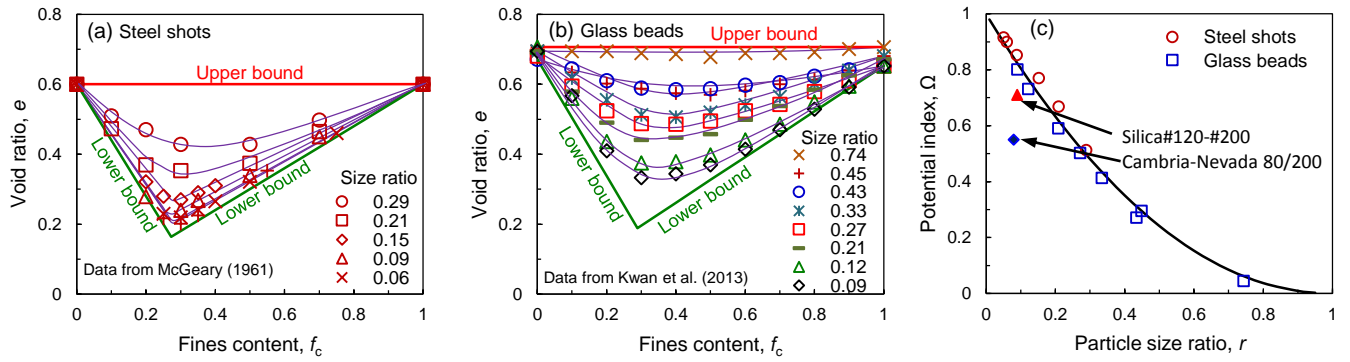 (a) Steel shots
Upper bound
Lower bound
Lower bound
Size ratio
0.29
0.21
0.15
0.09
0.06
Data from McGeary (1961)
Void ratio, e
0.8
0.6
0.4
0.2
0
0 0.2 0.4 0.6 0.8 1
Fines content, fc
(b) Glass beads
Upper bound
Lower bound
Lower bound
Size ratio
0.74
0.45
0.43
0.33
0.27
0.21
0.12
0.09
Data from Kwan et al. (2013)
Void ratio, e
0.8
0.6
0.4
0.2
0
0 0.2 0.4 0.6 0.8 1
Fines content, fc
(c)
Steel shots
Glass beads
Silica#120-#200
Cambria-Nevada 80/200
Potential index, Ω
1
0.8
0.6
0.4
0.2
0
0 0.2 0.4 0.6 0.8 1
Particle size ratio, r